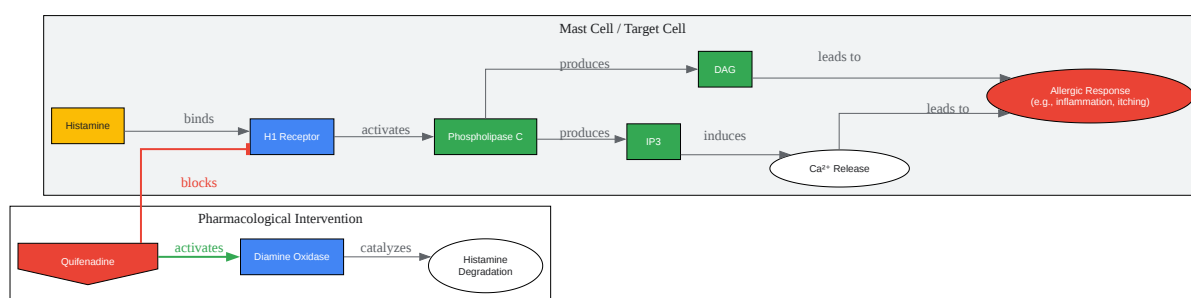 Mast Cell / Target Cell
produces
DAG
leads to
Allergic Response
(e.g., inflammation, itching)
Histamine
binds
H1 Receptor
activates
Phospholipase C
produces
IP3
induces
leads to
Ca²⁺ Release
blocks
Pharmacological Intervention
Quifenadine
activates
Diamine Oxidase
catalyzes
Histamine
Degradation